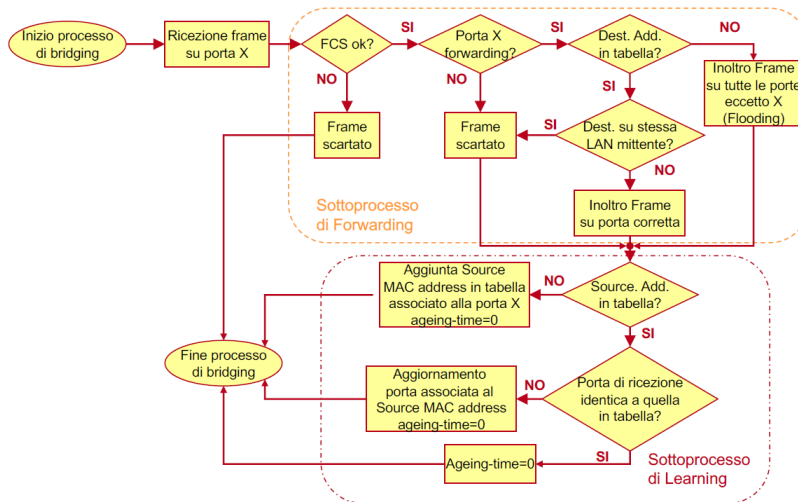 Inizio processo
di bridging
Ricezione frame
su porta X
FCS ok?
SI
Porta X
forwarding?
SI
Dest. Add.
in tabella?
NO
Inoltro Frame
su tutte le porte
eccetto X
(Flooding)
NO
NO
SI
Frame
scartato
Frame
scartato
SI
Dest. su stessa
LAN mittente?
NO
Inoltro Frame
su porta corretta
Sottoprocesso
di Forwarding
Aggiunta Source
MAC address in tabella
associato alla porta X
ageing-time=0
NO
Source. Add.
in tabella?
SI
Fine processo
di bridging
Aggiornamento
porta associata al
Source MAC address
ageing-time=0
NO
Porta di ricezione
identica a quella
in tabella?
SI
Ageing-time=0
Sottoprocesso
di Learning